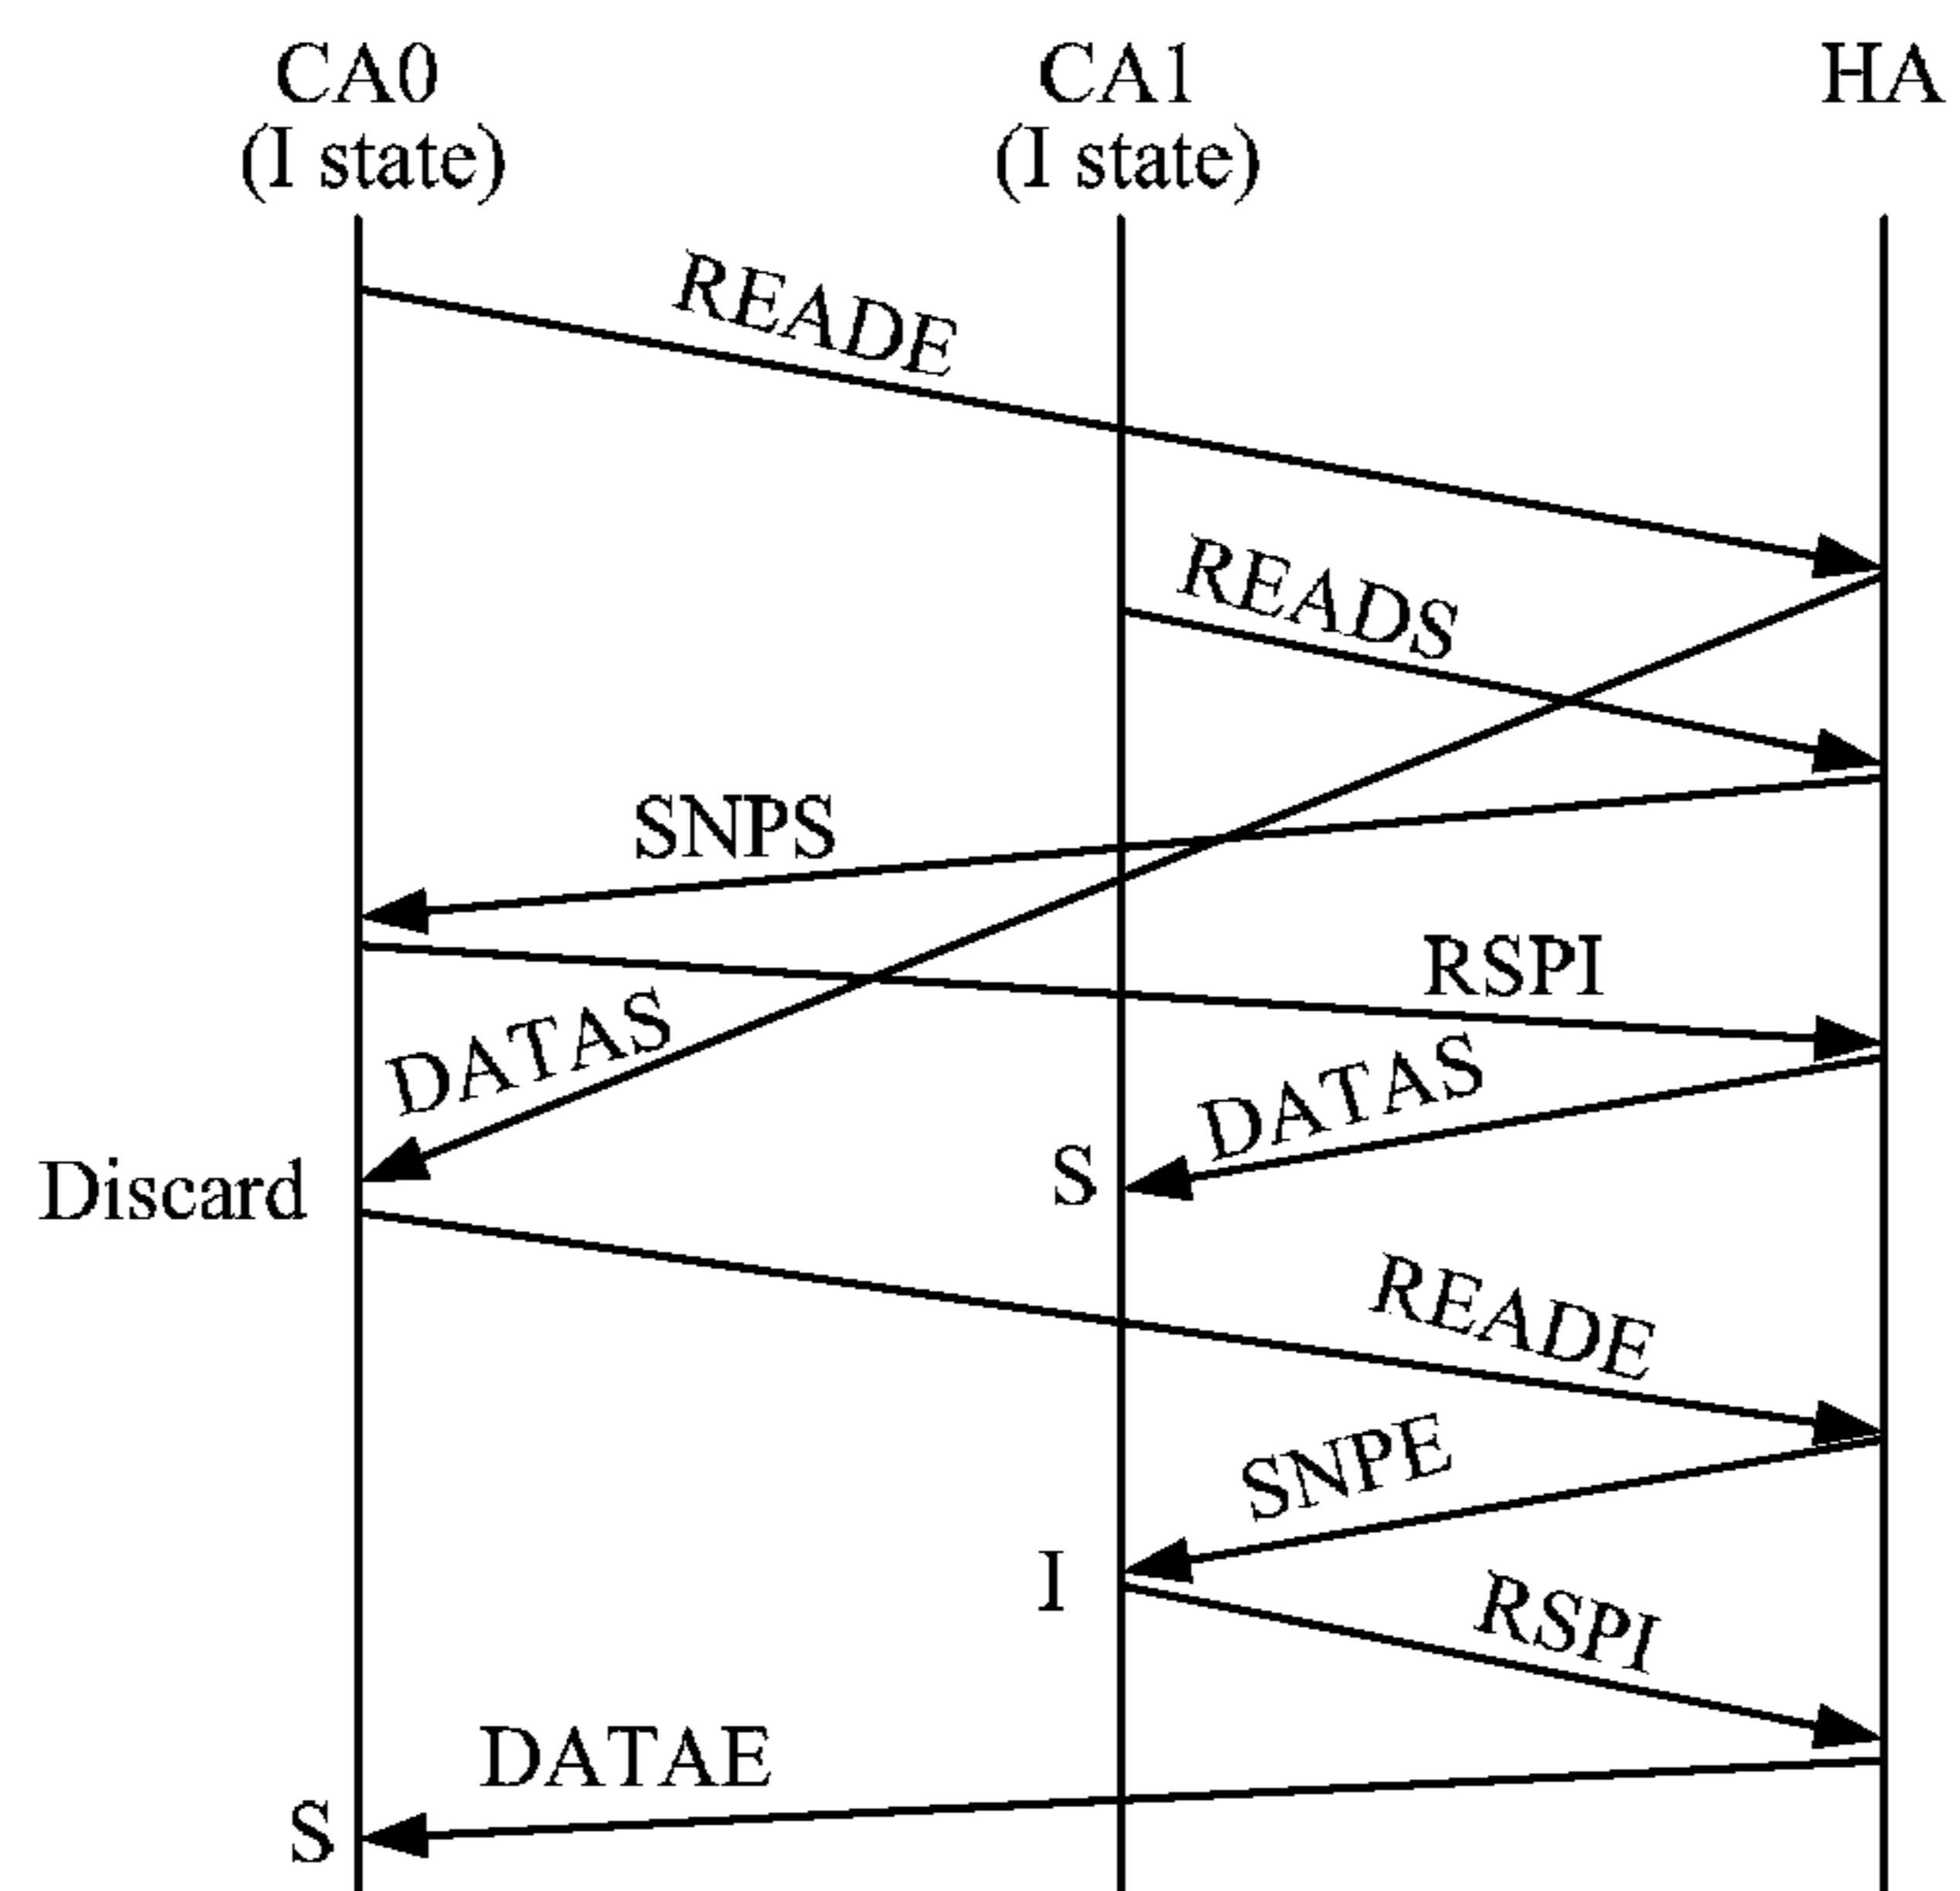 CA0
(I state)
CA1
(I state)
HA
READE
READS
SNPS
RSPI
DATAS
DATAS
Discard
S
READE
SNPE
I
RSPI
DATAE
S